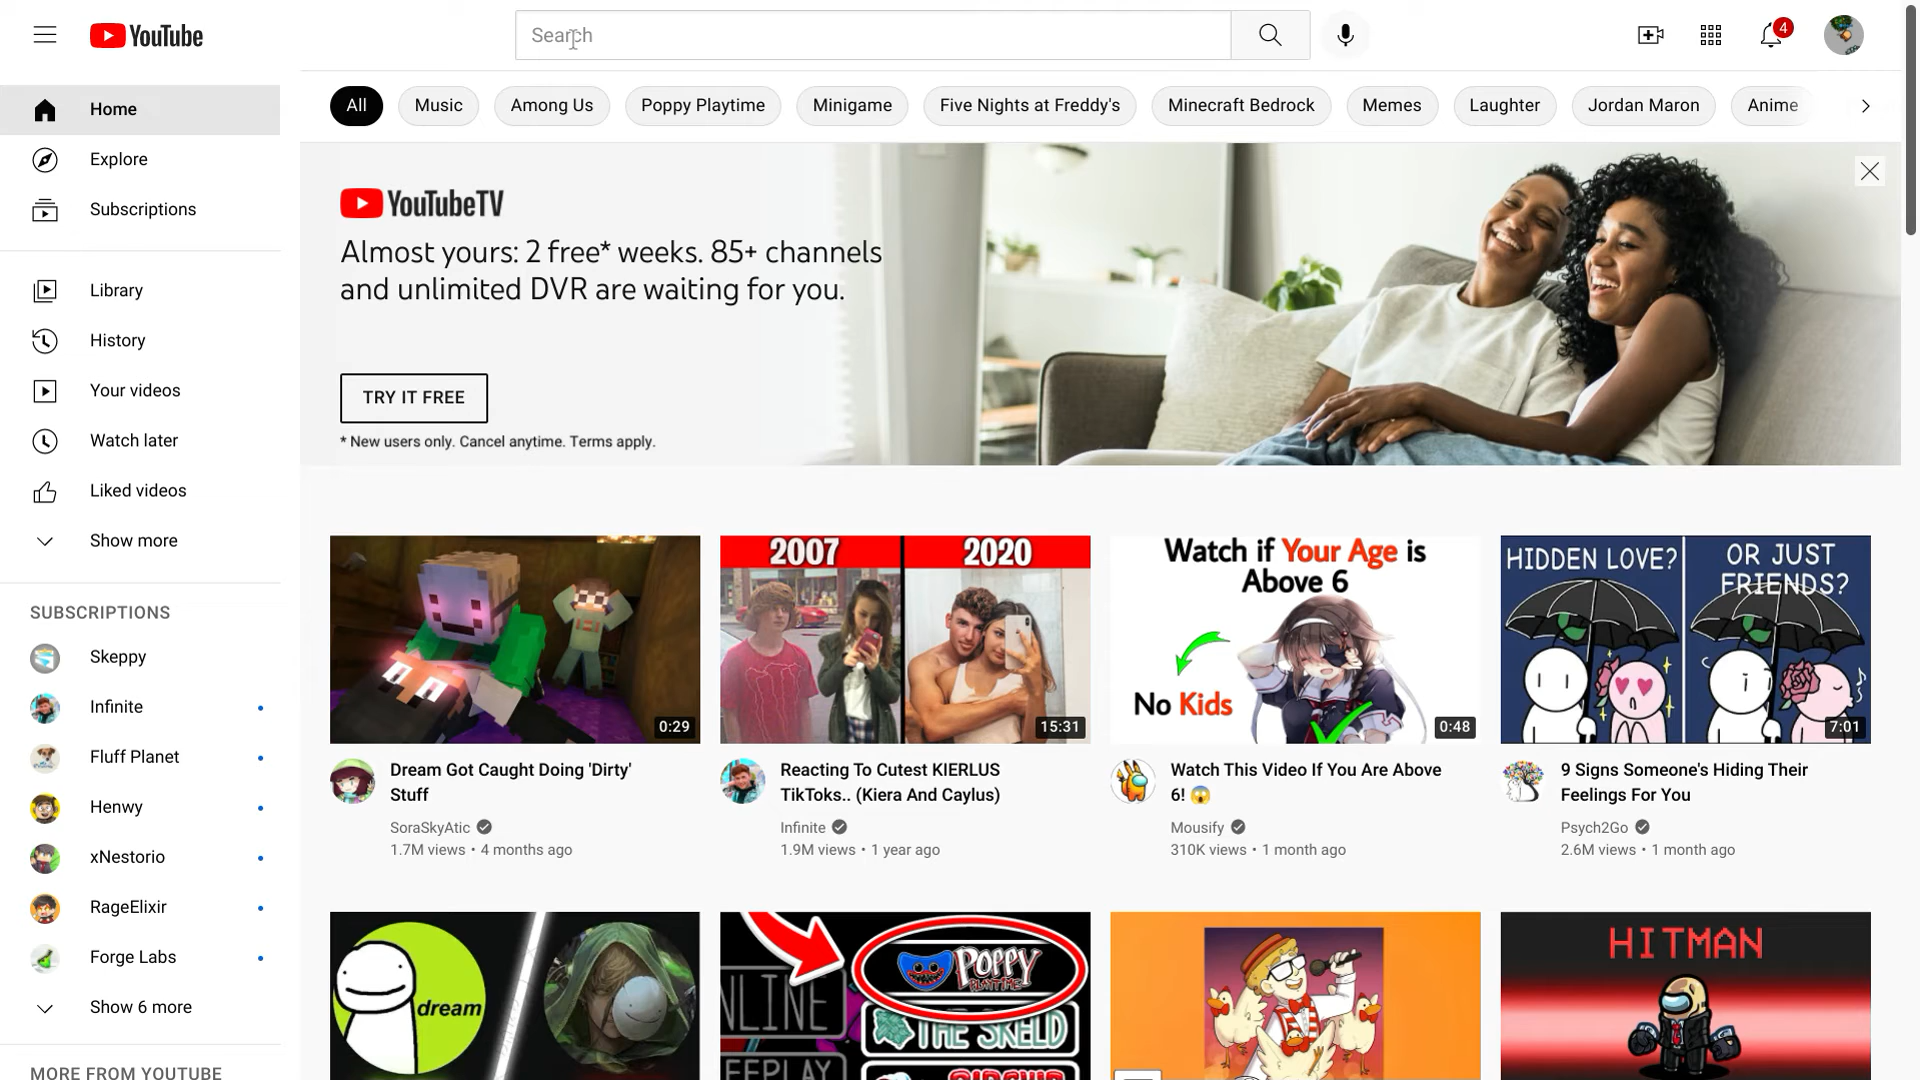 YouTube
Search
4
Home
Explore
Subscriptions
Library
History
Your videos
Watch later
Liked videos
Show more
SUBSCRIPTIONS
Skeppy
Infinite
Fluff Planet
Henwy
xNestorio
RageElixir
Forge Labs
Show 6 more
MORE FROM YOUTUBE
All
Music
Among Us
Poppy Playtime
Minigame
Five Nights at Freddy's
Minecraft Bedrock
Memes
Laughter
Jordan Maron
Anime
YouTubeTV
Almost yours: 2 free* weeks. 85+ channels
and unlimited DVR are waiting for you.
TRY IT FREE
* New users only. Cancel anytime. Terms apply.
0:29
Dream Got Caught Doing 'Dirty'
Stuff
SoraSkyAtic
1.7M views • 4 months ago
2007 2020
15:31
Reacting To Cutest KIERLUS
TikToks.. (Kiera And Caylus)
Infinite
1.9M views • 1 year ago
Watch if Your Age is
Above 6
No Kids
0:48
Watch This Video If You Are Above
6! 😱
Mousify
310K views • 1 month ago
HIDDEN LOVE? OR JUST
FRIENDS?
7:01
9 Signs Someone's Hiding Their
Feelings For You
Psych2Go
2.6M views • 1 month ago
dream
POPPY
PLAYTIME
THE SKELD
HITMAN